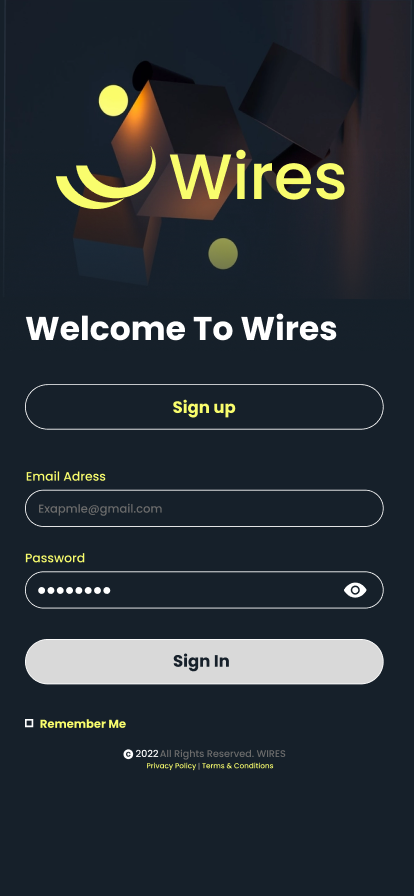 Wires
Welcome To Wires
Sign up
Email Adress
Exapmle@gmail.com
Password
Sign In
Remember Me
© 2022 All Rights Reserved. WIRES
Privacy Policy | Terms & Conditions